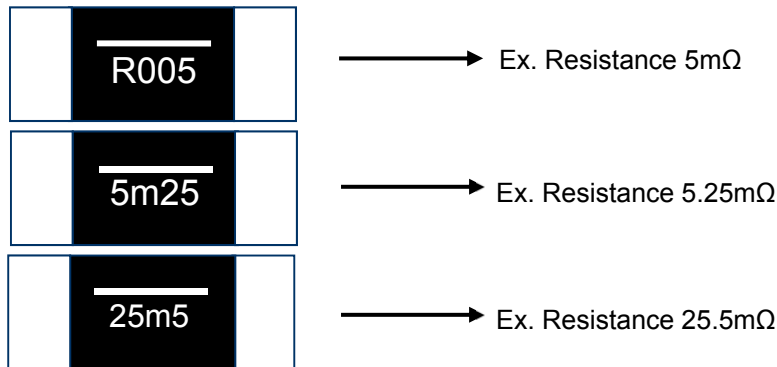 R005
Ex. Resistance 5mΩ
5m25
Ex. Resistance 5.25mΩ
25m5
Ex. Resistance 25.5mΩ